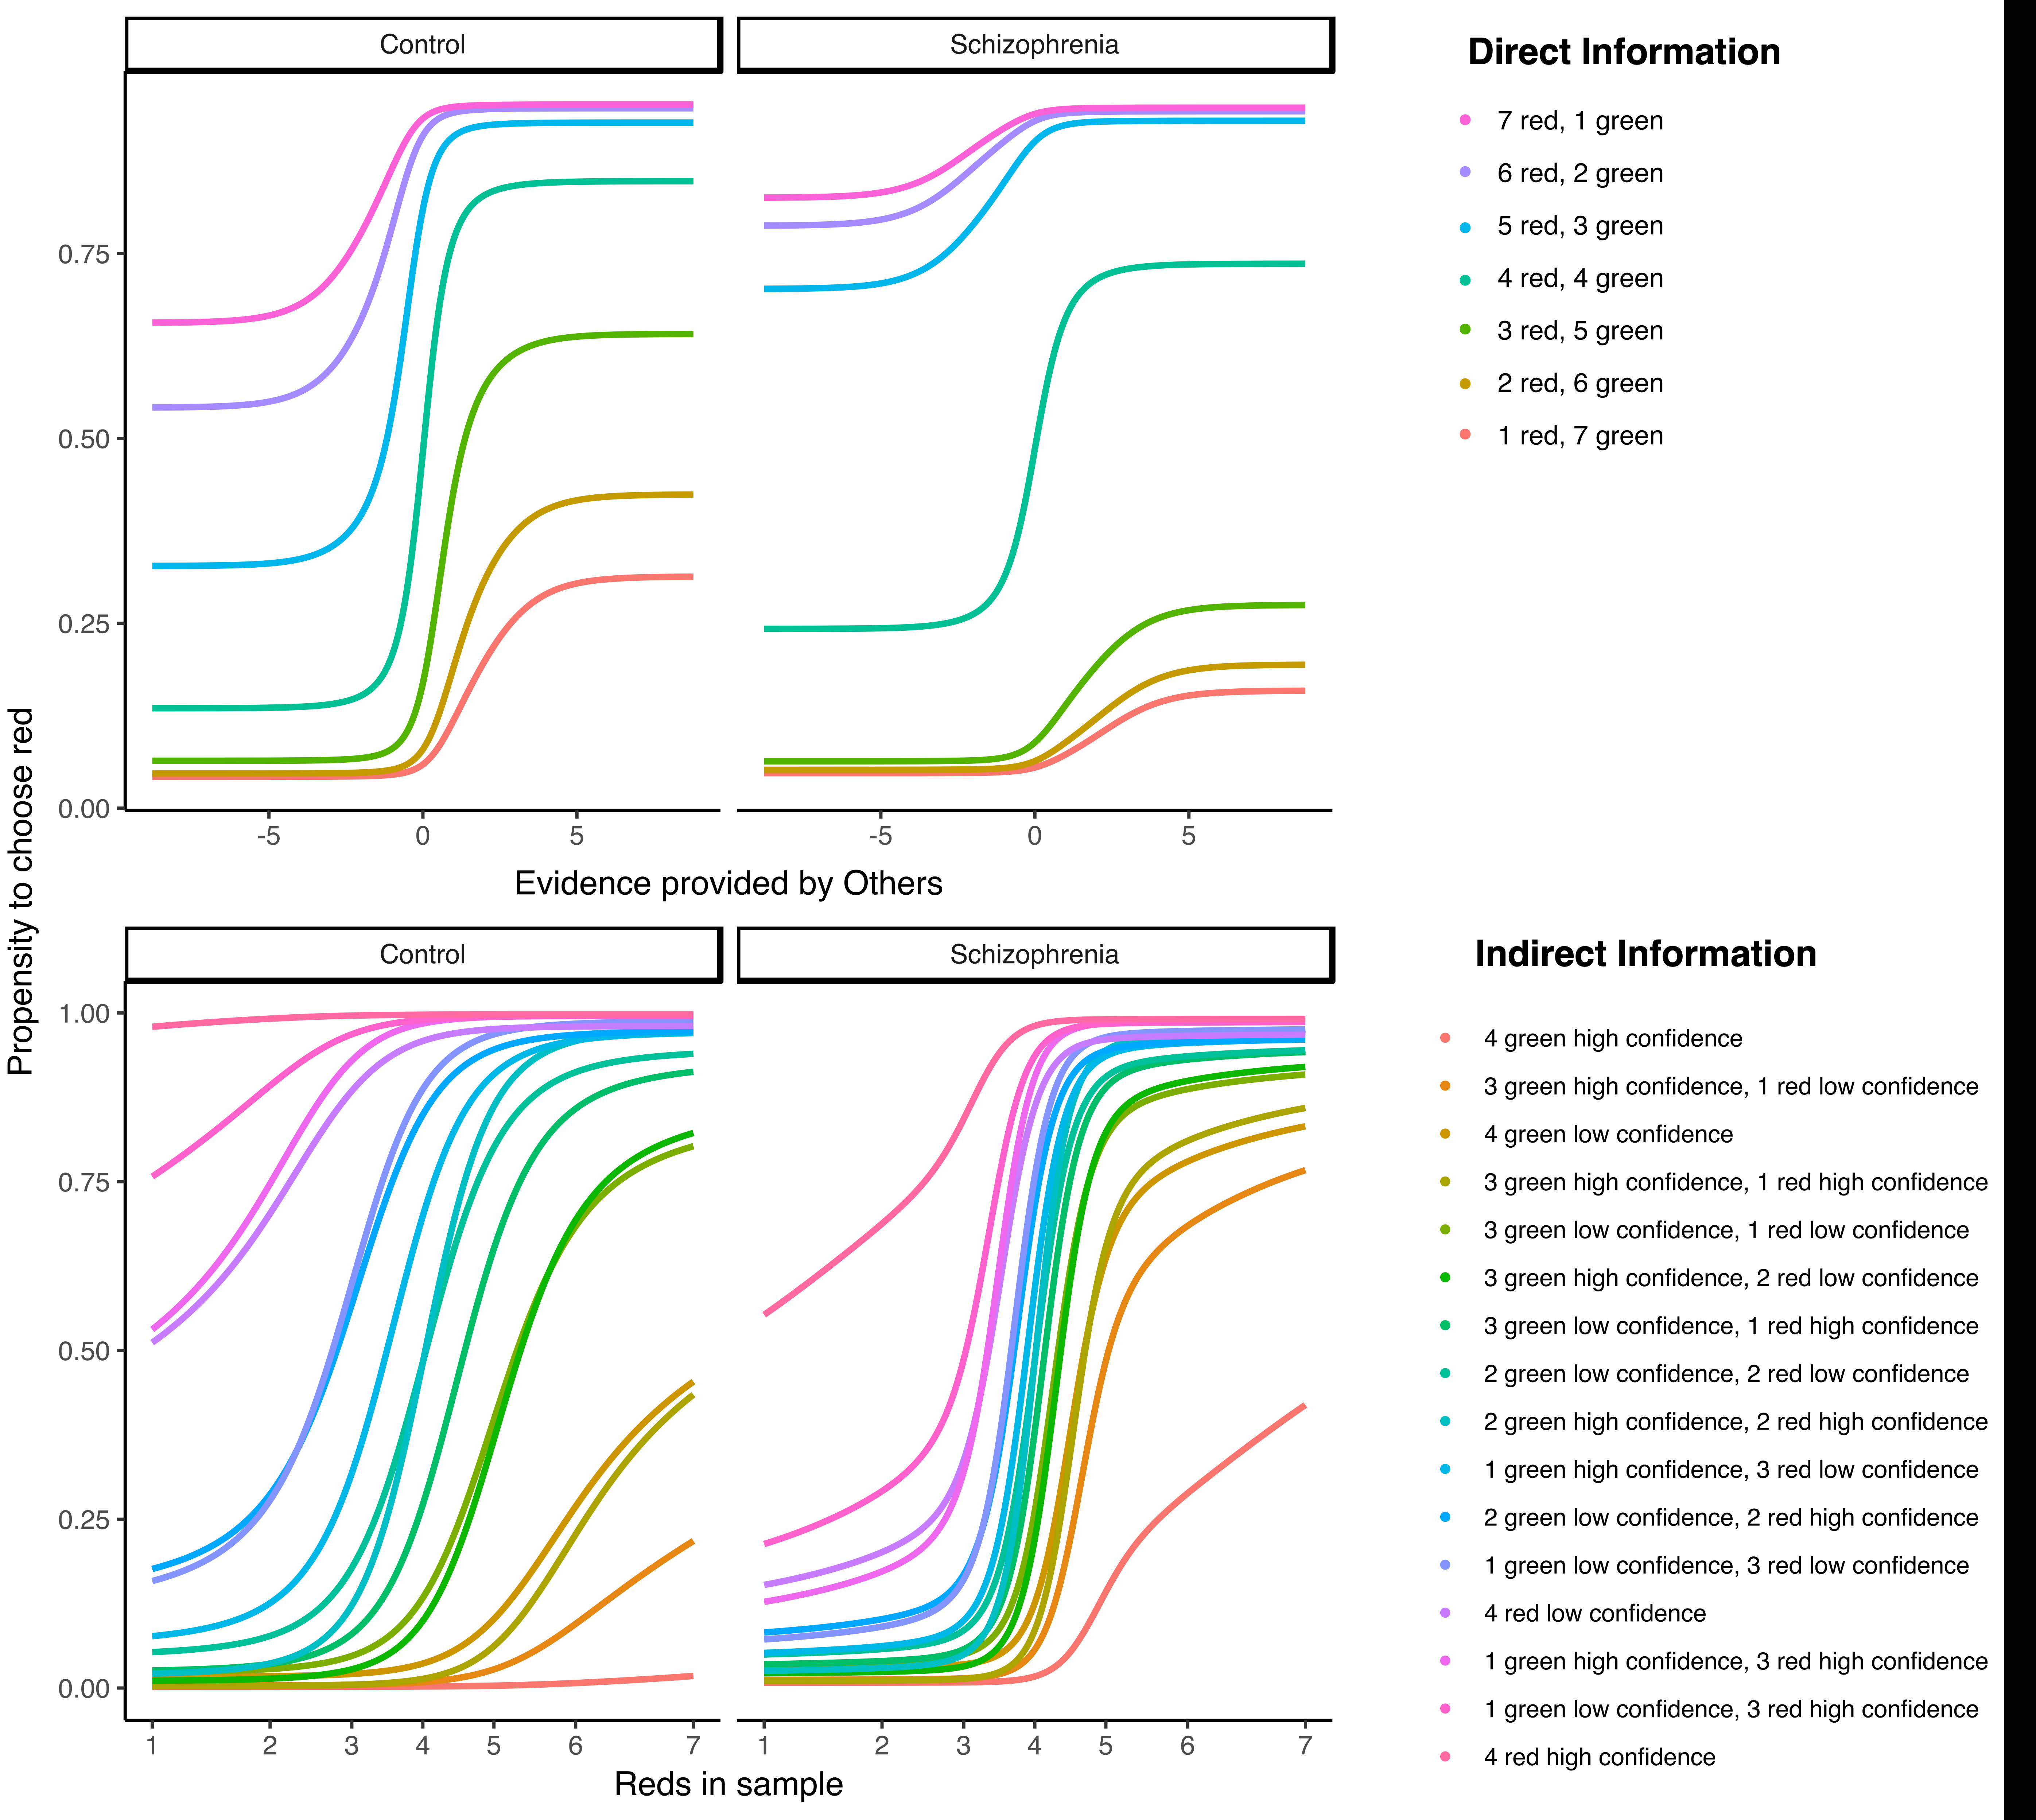 Control
Schizophrenia
Direct Information
7 red, 1 green
6 red, 2 green
5 red, 3 green
4 red, 4 green
3 red, 5 green
2 red, 6 green
1 red, 7 green
0.75
0.50
0.25
0.00
-5 0 5
-5 0 5
Evidence provided by Others
Propensity to choose red
Control
Schizophrenia
Indirect Information
4 green high confidence
3 green high confidence, 1 red low confidence
4 green low confidence
3 green high confidence, 1 red high confidence
3 green low confidence, 1 red low confidence
3 green high confidence, 2 red low confidence
3 green low confidence, 1 red high confidence
2 green low confidence, 2 red low confidence
2 green high confidence, 2 red high confidence
1 green high confidence, 3 red low confidence
2 green low confidence, 2 red high confidence
1 green low confidence, 3 red low confidence
4 red low confidence
1 green high confidence, 3 red high confidence
1 green low confidence, 3 red high confidence
4 red high confidence
1.00
0.75
0.50
0.25
0.00
1 2 3 4 5 6 7
1 2 3 4 5 6 7
Reds in sample